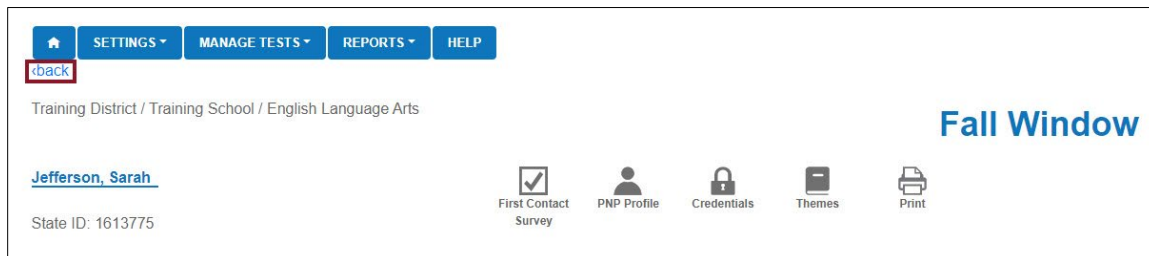 SETTINGS MANAGE TESTS REPORTS HELP
‹back
Training District / Training School / English Language Arts
Fall Window
Jefferson, Sarah
First Contact Survey
PNP Profile
Credentials
Themes
Print
State ID: 1613775